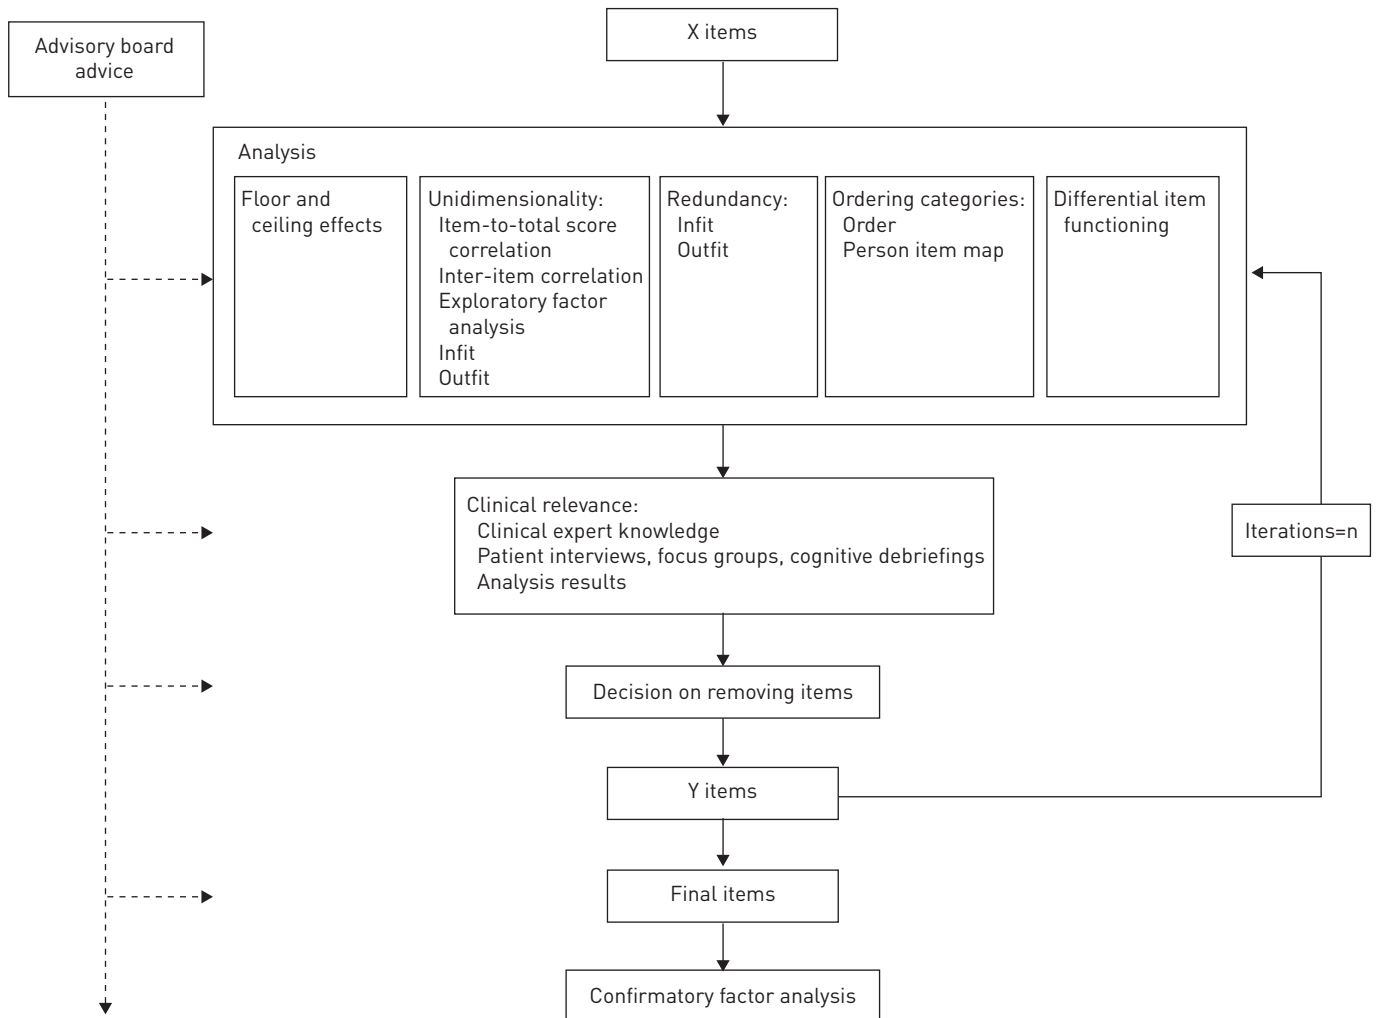 Advisory board
advice
X items
Analysis
Floor and
ceiling effects
Unidimensionality:
Item-to-total score
correlation
Inter-item correlation
Exploratory factor
analysis
Infit
Outfit
Redundancy:
Infit
Outfit
Ordering categories:
Order
Person item map
Differential item
functioning
Clinical relevance:
Clinical expert knowledge
Patient interviews, focus groups, cognitive debriefings
Analysis results
Iterations=n
Decision on removing items
Y items
Final items
Confirmatory factor analysis